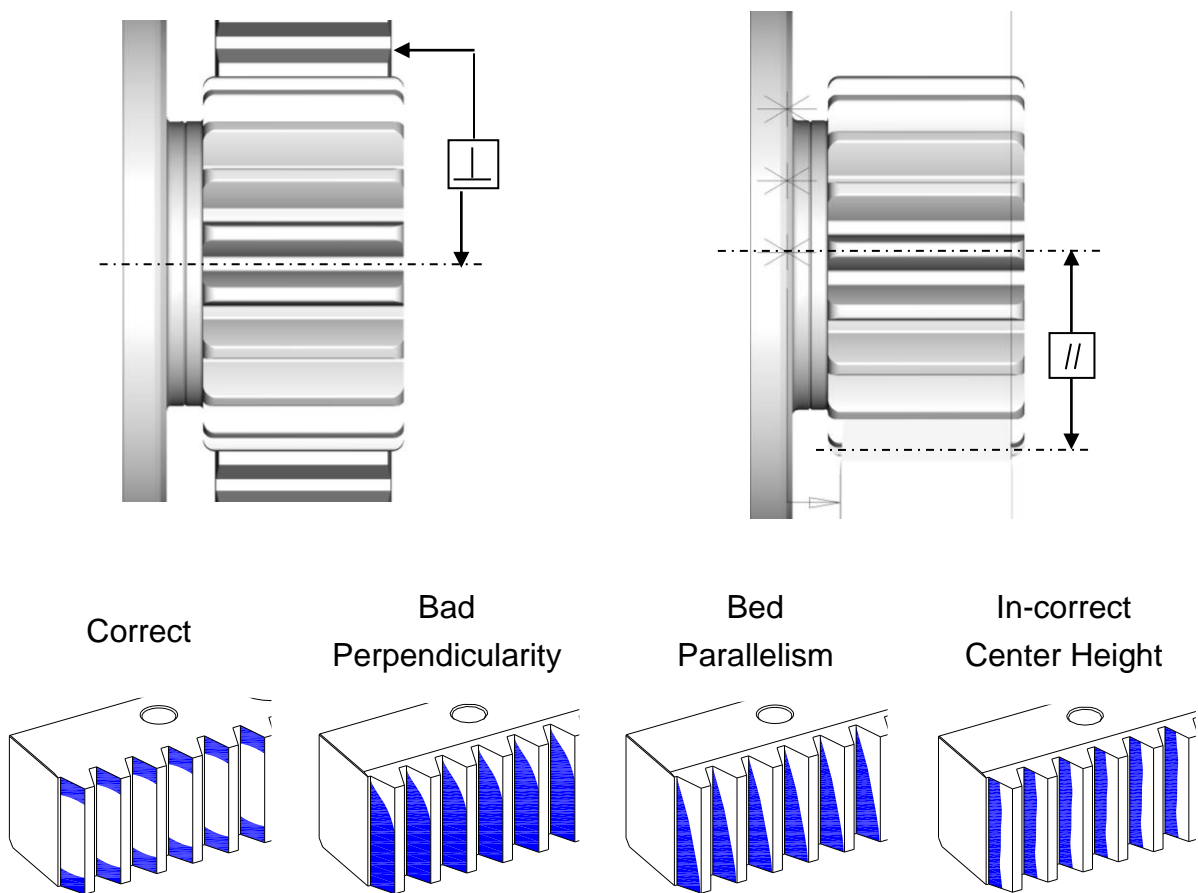 Correct
Bad
Perpendicularity
Bed
Parallelism
In-correct
Center Height